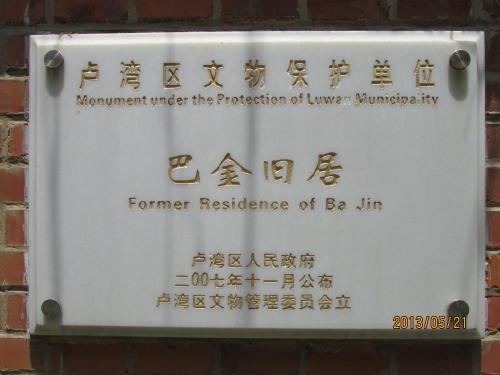 卢湾区文物保护单位
Monument under the Protection of Luwan Municipality
巴金旧居
Former Residence of Ba Jin
卢湾区人民政府
二00七年十一月公布
卢湾区文物管理委员会立
2013/05/21